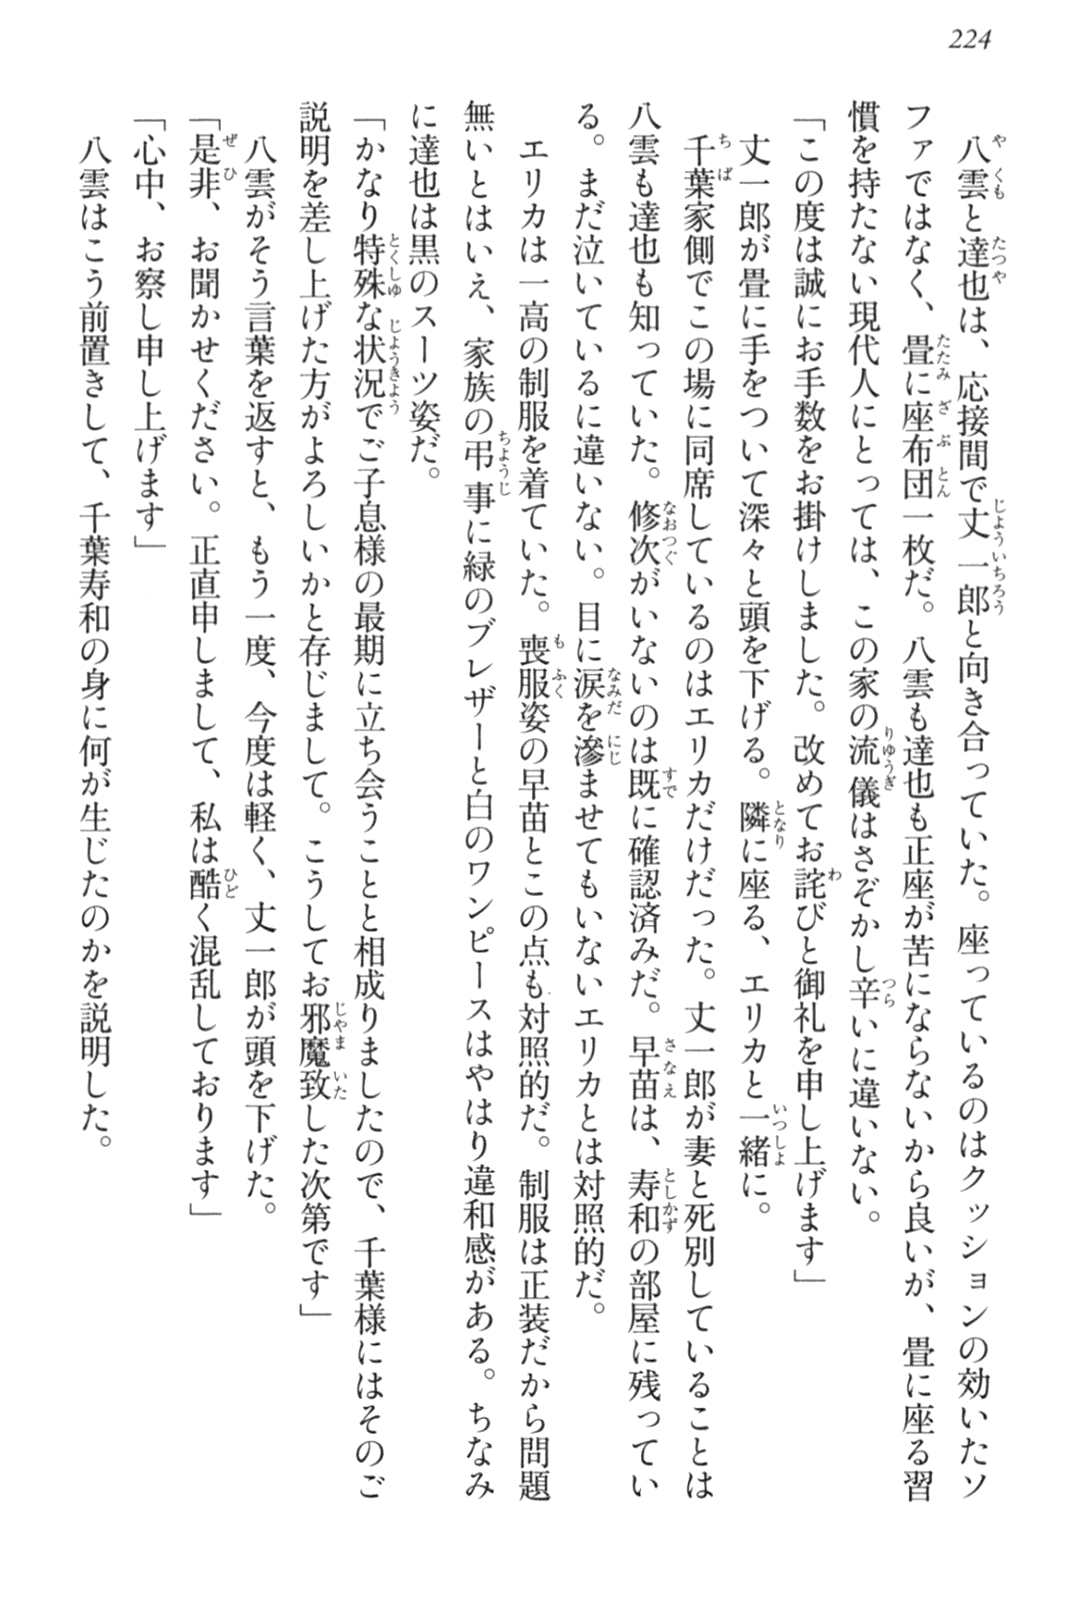 224
八雲と達也は、応接間で丈一郎と向き合っていた。座っているのはクッションの効いたソ
ファではなく、畳に座布団一枚だ。八雲も達也も正座が苦にならないから良いが、畳に座る習
慣を持たない現代人にとっては、この家の流儀はさぞかし辛いに違いない。
「この度は誠にお手数をお掛けしました。改めてお詫びと御礼を申し上げます」
丈一郎が畳に手をついて深々と頭を下げる。隣に座る、エリカと一緒に。
千葉家側でこの場に同席しているのはエリカだけだった。丈一郎が妻と死別していることは
八雲も達也も知っていた。修次がいないのは既に確認済みだ。早苗は、寿和の部屋に残ってい
る。まだ泣いているに違いない。目に涙を滲ませてもいないエリカとは対照的だ。
エリカは一高の制服を着ていた。喪服姿の早苗とこの点も対照的だ。制服は正装だから問題
無いとはいえ、家族の弔事に緑のブレザーと白のワンピースはやはり違和感がある。ちなみ
に達也は黒のスーツ姿だ。
「かなり特殊な状況でご子息様の最期に立ち会うことと相成りましたので、千葉様にはそのご
説明を差し上げた方がよろしいかと存じまして。こうしてお邪魔致した次第です」
八雲がそう言葉を返すと、もう一度、今度は軽く、丈一郎が頭を下げた。
「是非、お聞かせください。正直申しまして、私は酷く混乱しております」
「心中、お察し申し上げます」
八雲はこう前置きして、千葉寿和の身に何が生じたのかを説明した。